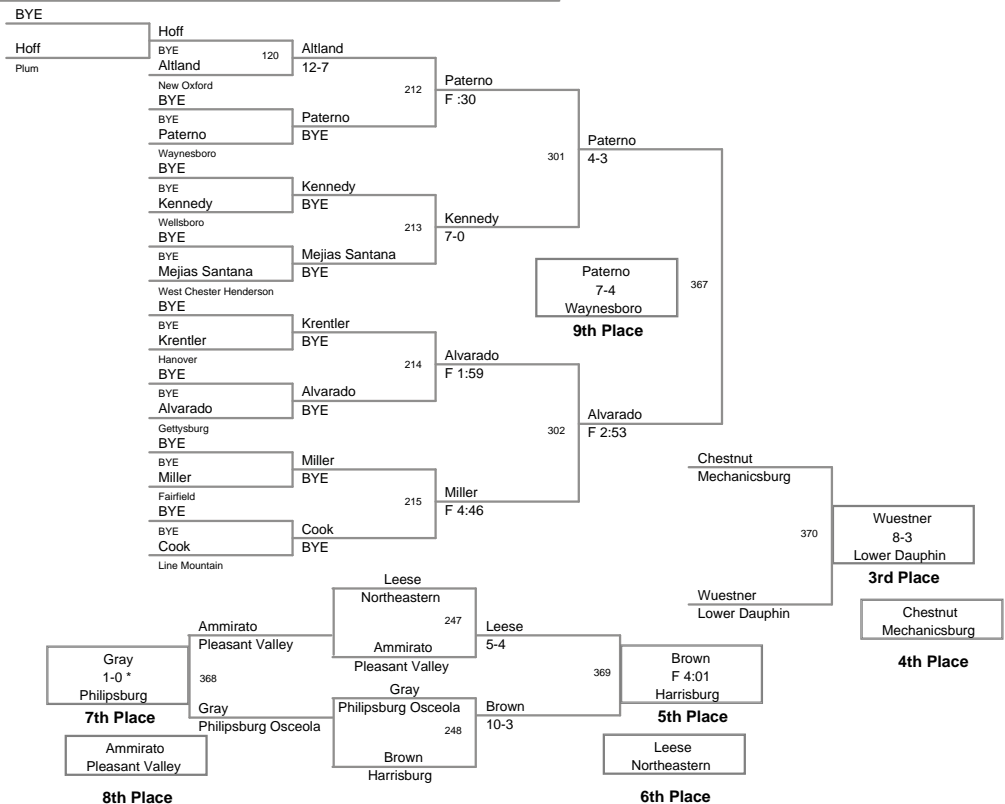 BYE
Hoff
Hoff
Plum
BYE
120
Altland
Altland
12-7
New Oxford
212
Paterno
F :30
BYE
BYE
Paterno
Paterno
BYE
Waynesboro
301
Paterno
4-3
BYE
BYE
Kennedy
Kennedy
BYE
Wellsboro
213
Kennedy
7-0
BYE
BYE
Mejias Santana
Mejias Santana
BYE
West Chester Henderson
367
Paterno
7-4
Waynesboro
9th Place
BYE
BYE
Krentler
Krentler
BYE
Hanover
214
Alvarado
F 1:59
BYE
BYE
Alvarado
Alvarado
BYE
Gettysburg
302
Alvarado
F 2:53
BYE
BYE
Miller
Miller
BYE
Fairfield
215
Miller
F 4:46
BYE
BYE
Cook
Cook
BYE
Line Mountain
Chestnut
Mechanicsburg
370
Wuestner
8-3
Lower Dauphin
3rd Place
Wuestner
Lower Dauphin
Chestnut
Mechanicsburg
4th Place
Leese
Northeastern
247
Ammirato
Pleasant Valley
Ammirato
Pleasant Valley
Leese
5-4
Gray
1-0 *
Philipsburg
7th Place
368
Gray
Philipsburg Osceola
Gray
Philipsburg Osceola
248
Brown
Harrisburg
Brown
10-3
369
Brown
F 4:01
Harrisburg
5th Place
Ammirato
Pleasant Valley
8th Place
Leese
Northeastern
6th Place